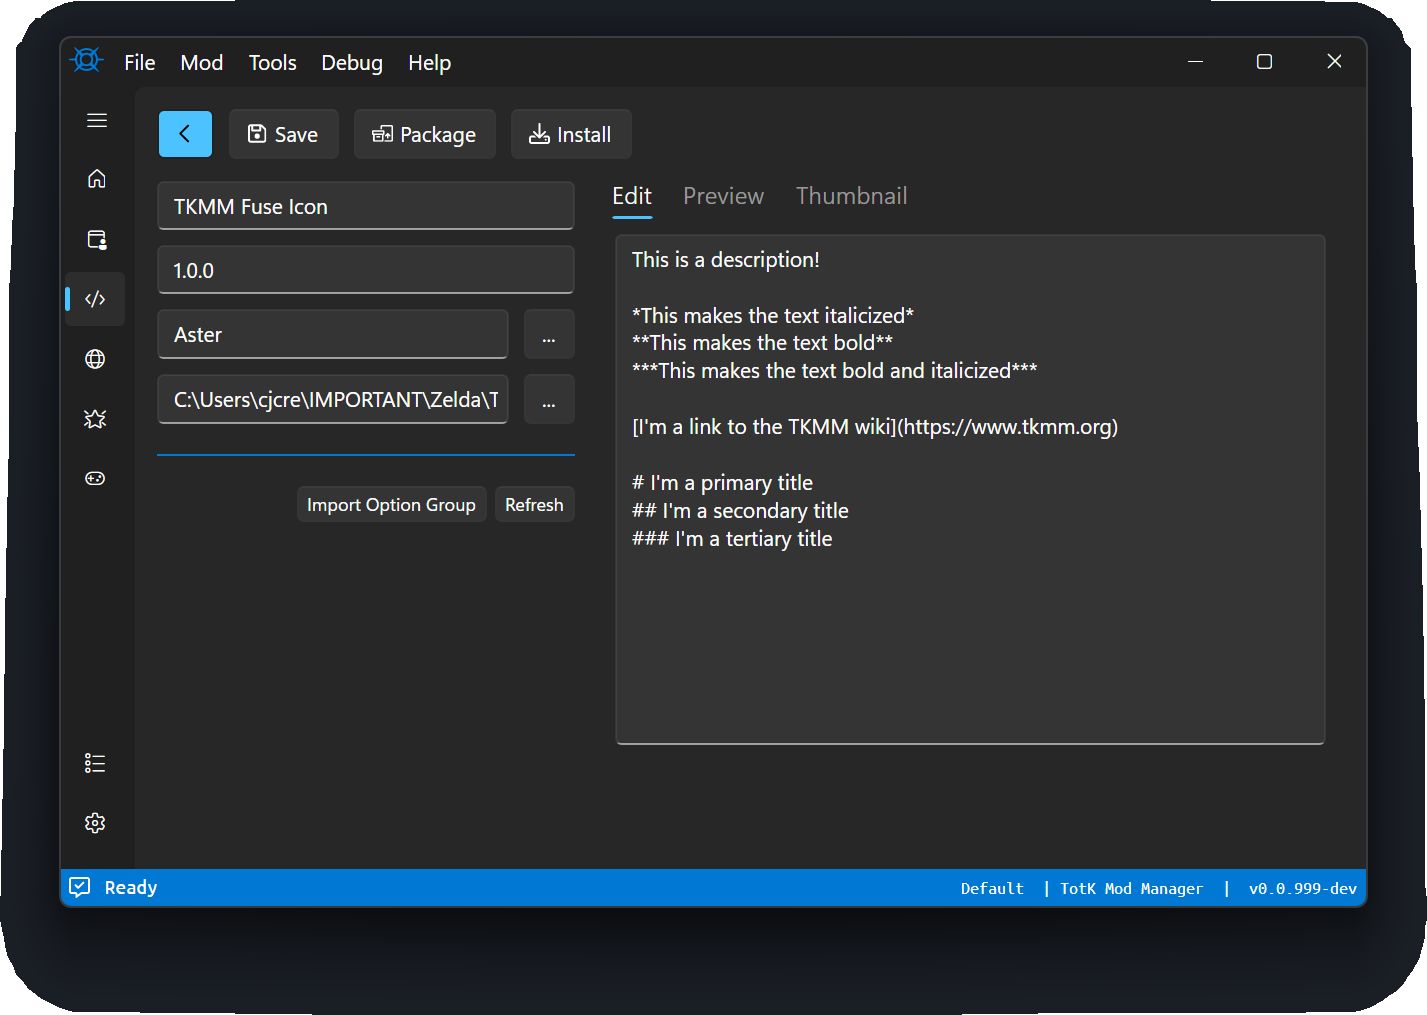 File Mod Tools Debug Help
Save Package Install
TKMM Fuse Icon
1.0.0
Aster ...
C:\Users\cjcre\IMPORTANT\Zelda\T ...
Import Option Group Refresh
Edit Preview Thumbnail
This is a description!
*This makes the text italicized*
**This makes the text bold**
***This makes the text bold and italicized***
[I'm a link to the TKMM wiki](https://www.tkmm.org)
# I'm a primary title
## I'm a secondary title
### I'm a tertiary title
Ready Default | TotK Mod Manager | v0.0.999-dev